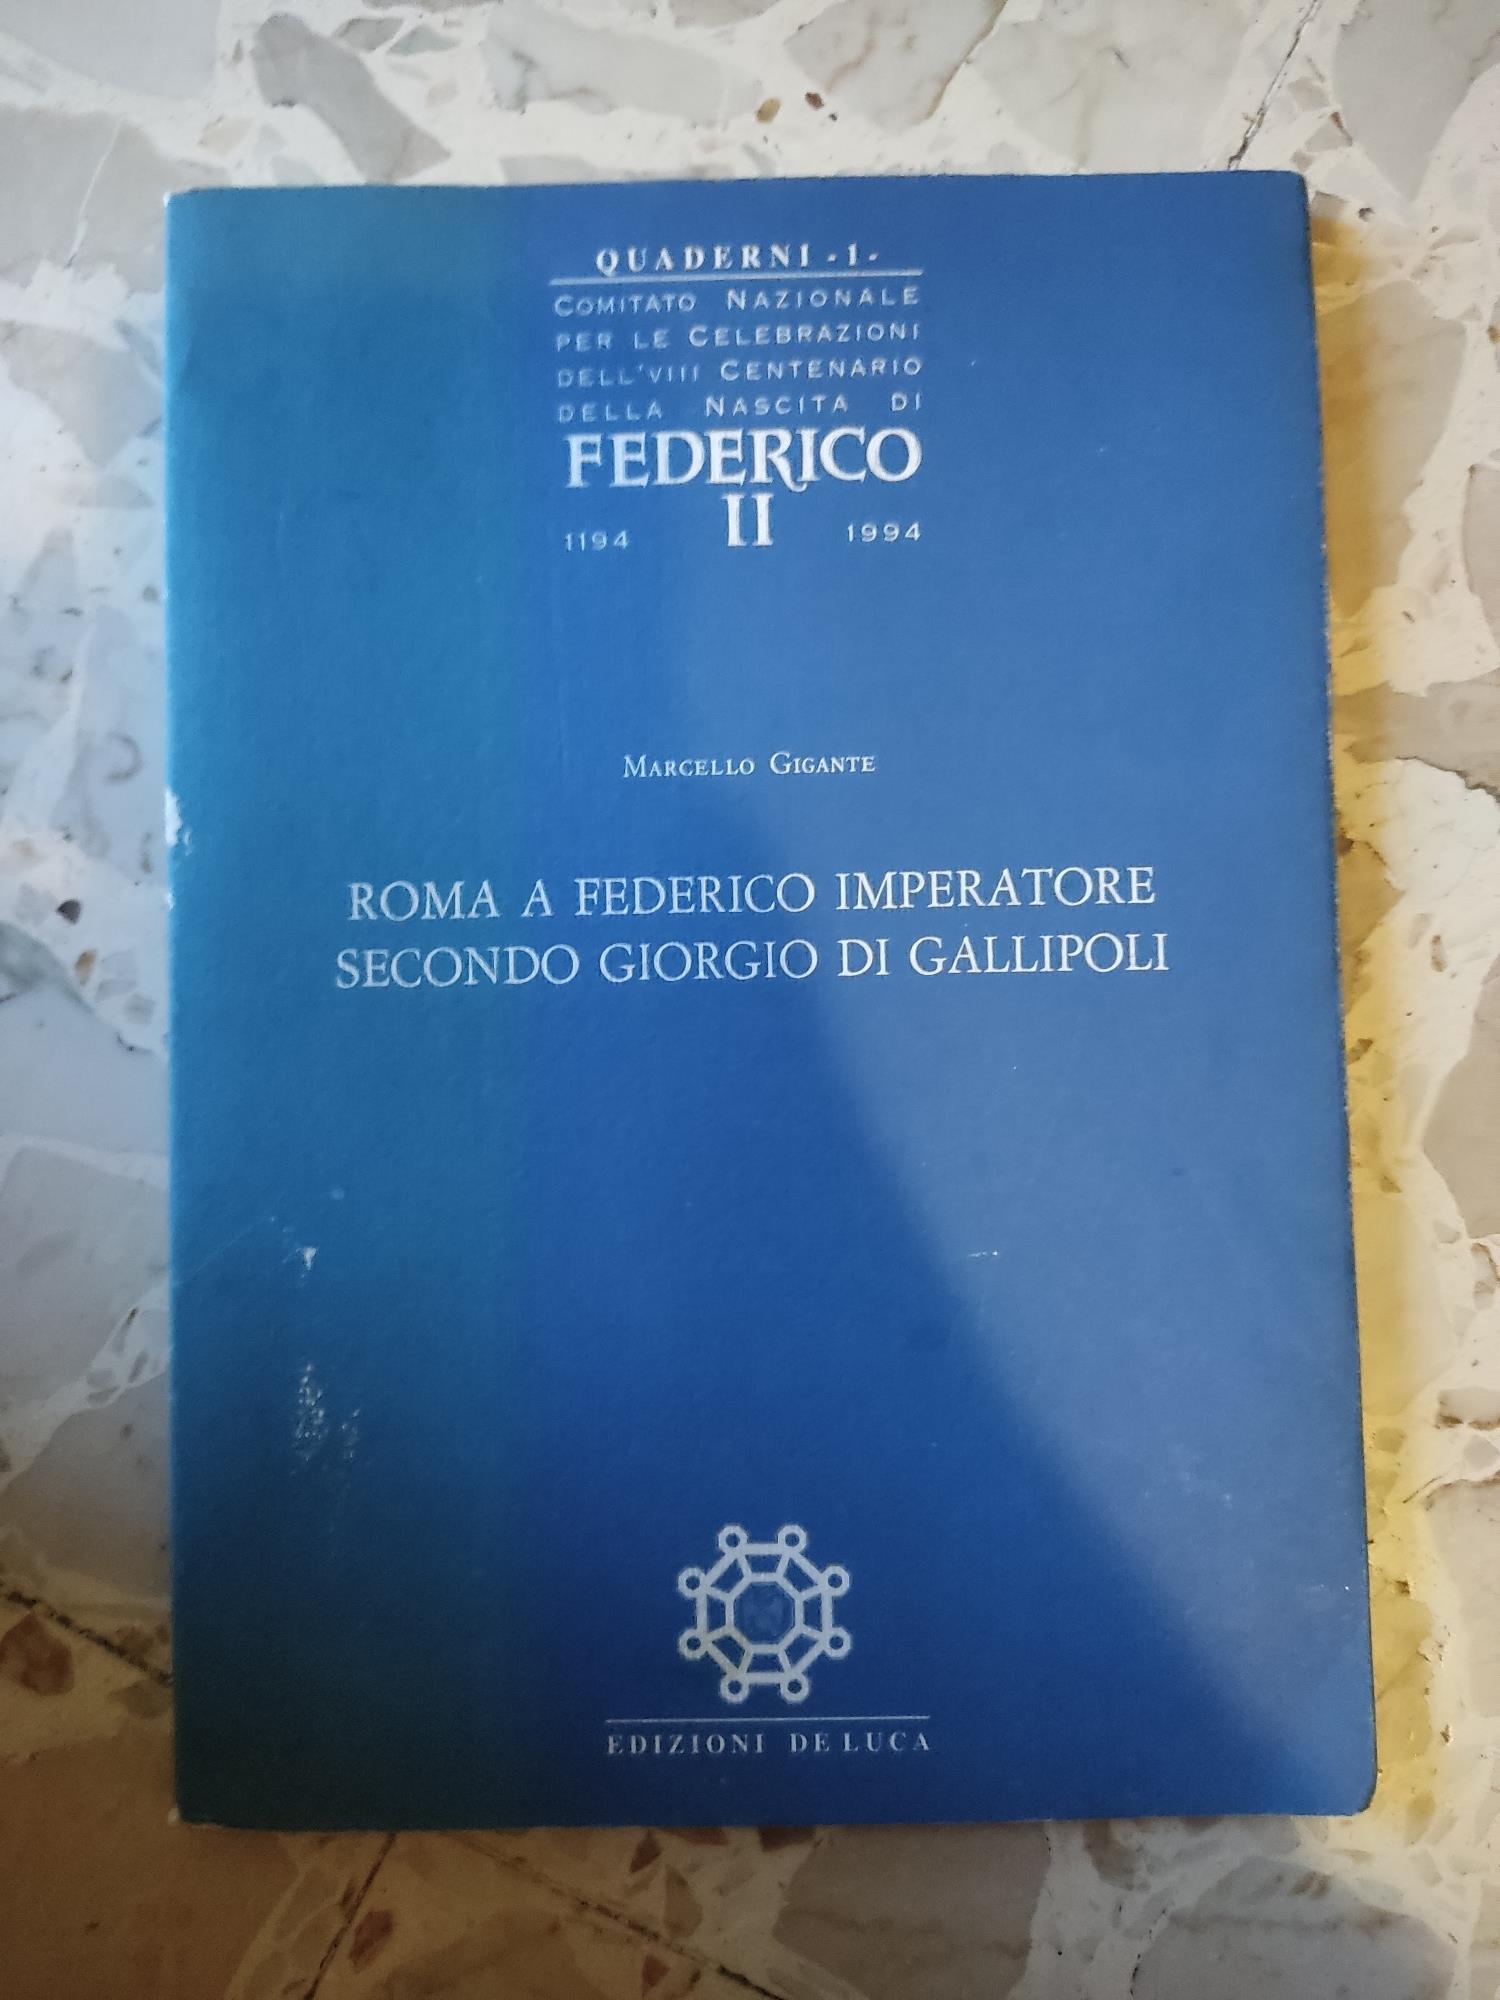 QUADERNI - 1 -
COMITATO NAZIONALE
PER LE CELEBRAZIONI
DELL'VIII CENTENARIO
DELLA NASCITA DI
FEDERICO
1194 II 1994
MARCELLO GIGANTE
ROMA A FEDERICO IMPERATORE
SECONDO GIORGIO DI GALLIPOLI
EDIZIONI DE LUCA